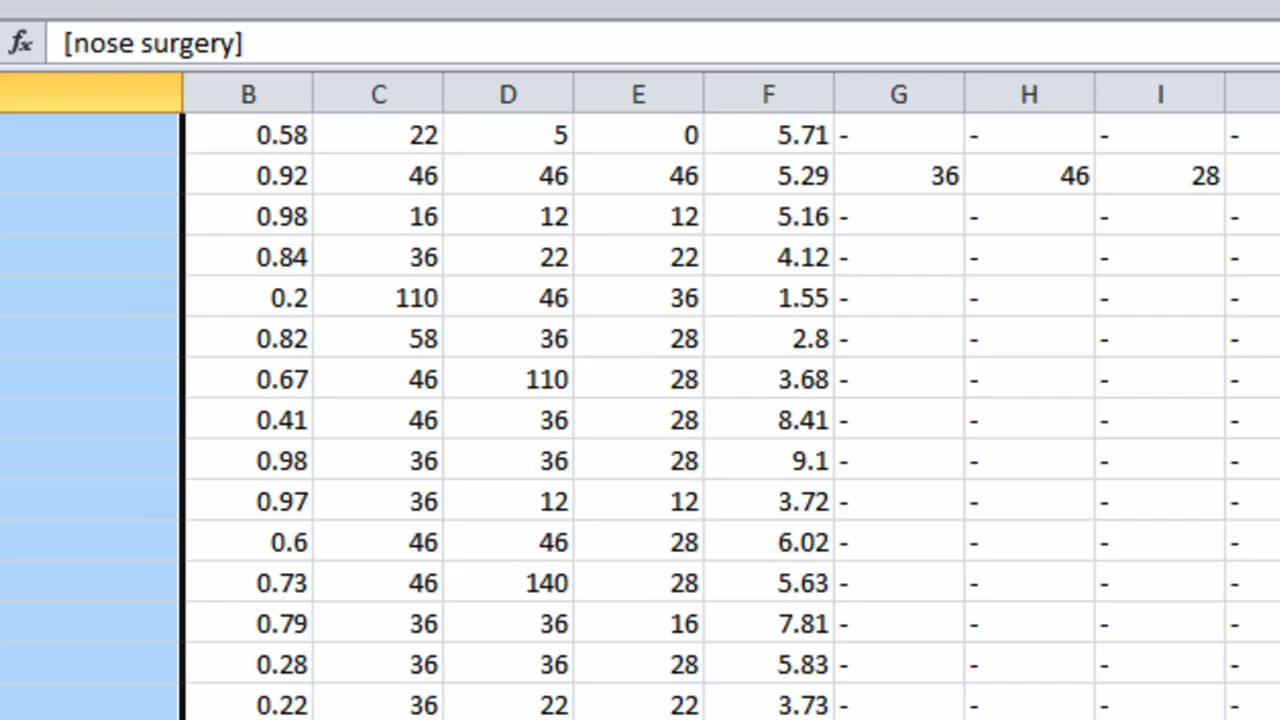 fx [nose surgery]
B C D E F G H I
0.58 22 5 0 5.71 - - - -
0.92 46 46 46 5.29 36 46 28
0.98 16 12 12 5.16 - - - -
0.84 36 22 22 4.12 - - - -
0.2 110 46 36 1.55 - - - -
0.82 58 36 28 2.8 - - - -
0.67 46 110 28 3.68 - - - -
0.41 46 36 28 8.41 - - - -
0.98 36 36 28 9.1 - - - -
0.97 36 12 12 3.72 - - - -
0.6 46 46 28 6.02 - - - -
0.73 46 140 28 5.63 - - - -
0.79 36 36 16 7.81 - - - -
0.28 36 36 28 5.83 - - - -
0.22 36 22 22 3.73 - - - -